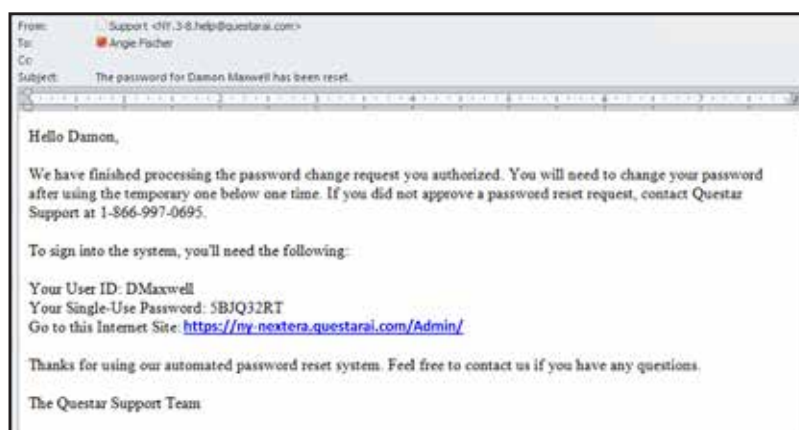 From: Support <NY.3-8.help@questarai.com>
To: Angie Fischer
Cc
Subject: The password for Damon Maxwell has been reset.
Hello Damon,
We have finished processing the password change request you authorized. You will need to change your password
after using the temporary one below one time. If you did not approve a password reset request, contact Questar
Support at 1-866-997-0695.
To sign into the system, you'll need the following:
Your User ID: DMaxwell
Your Single-Use Password: 5BJQ32RT
Go to this Internet Site: https://ny-nextera.questarai.com/Admin/
Thanks for using our automated password reset system. Feel free to contact us if you have any questions.
The Questar Support Team